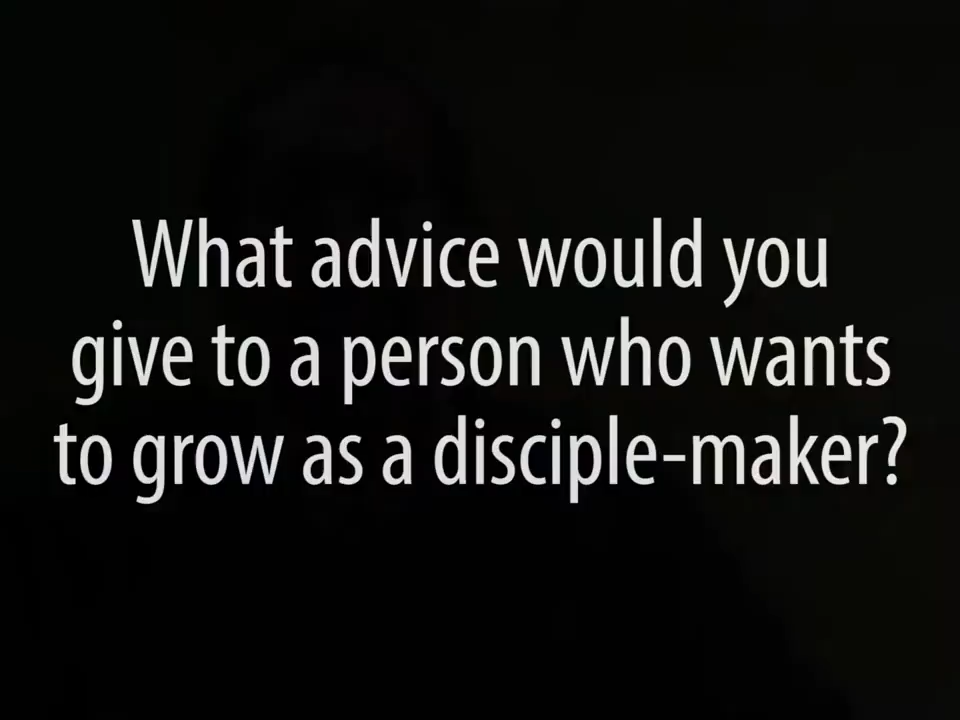 What advice would you
give to a person who wants
to grow as a disciple-maker?